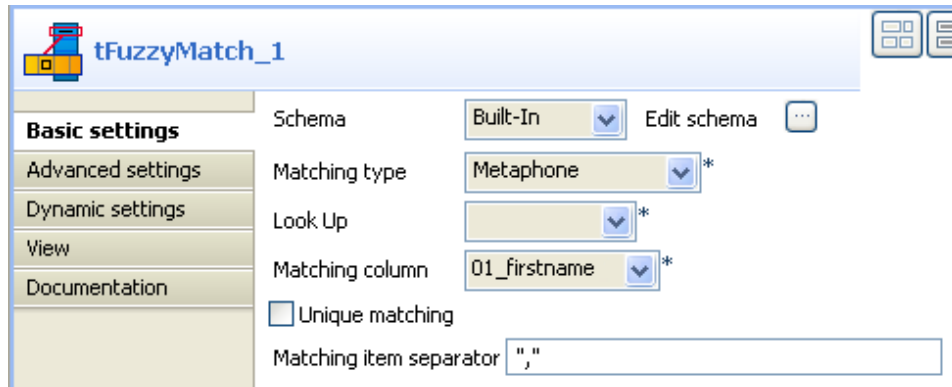 tFuzzyMatch_1
Basic settings
Advanced settings
Dynamic settings
View
Documentation
Schema Built-In Edit schema ...
Matching type Metaphone *
Look Up *
Matching column 01_firstname *
Unique matching
Matching item separator ","